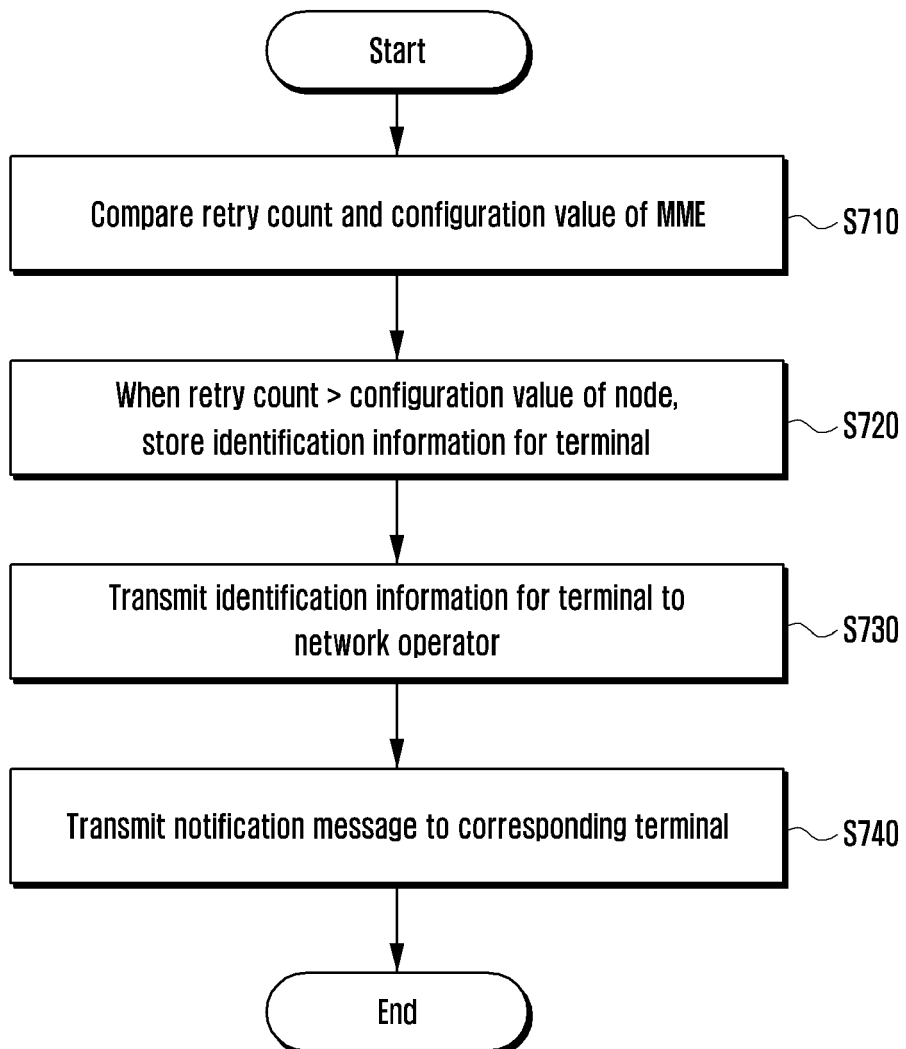 Start
Compare retry count and configuration value of MME
S710
When retry count > configuration value of node,
store identification information for terminal
S720
Transmit identification information for terminal to
network operator
S730
Transmit notification message to corresponding terminal
S740
End